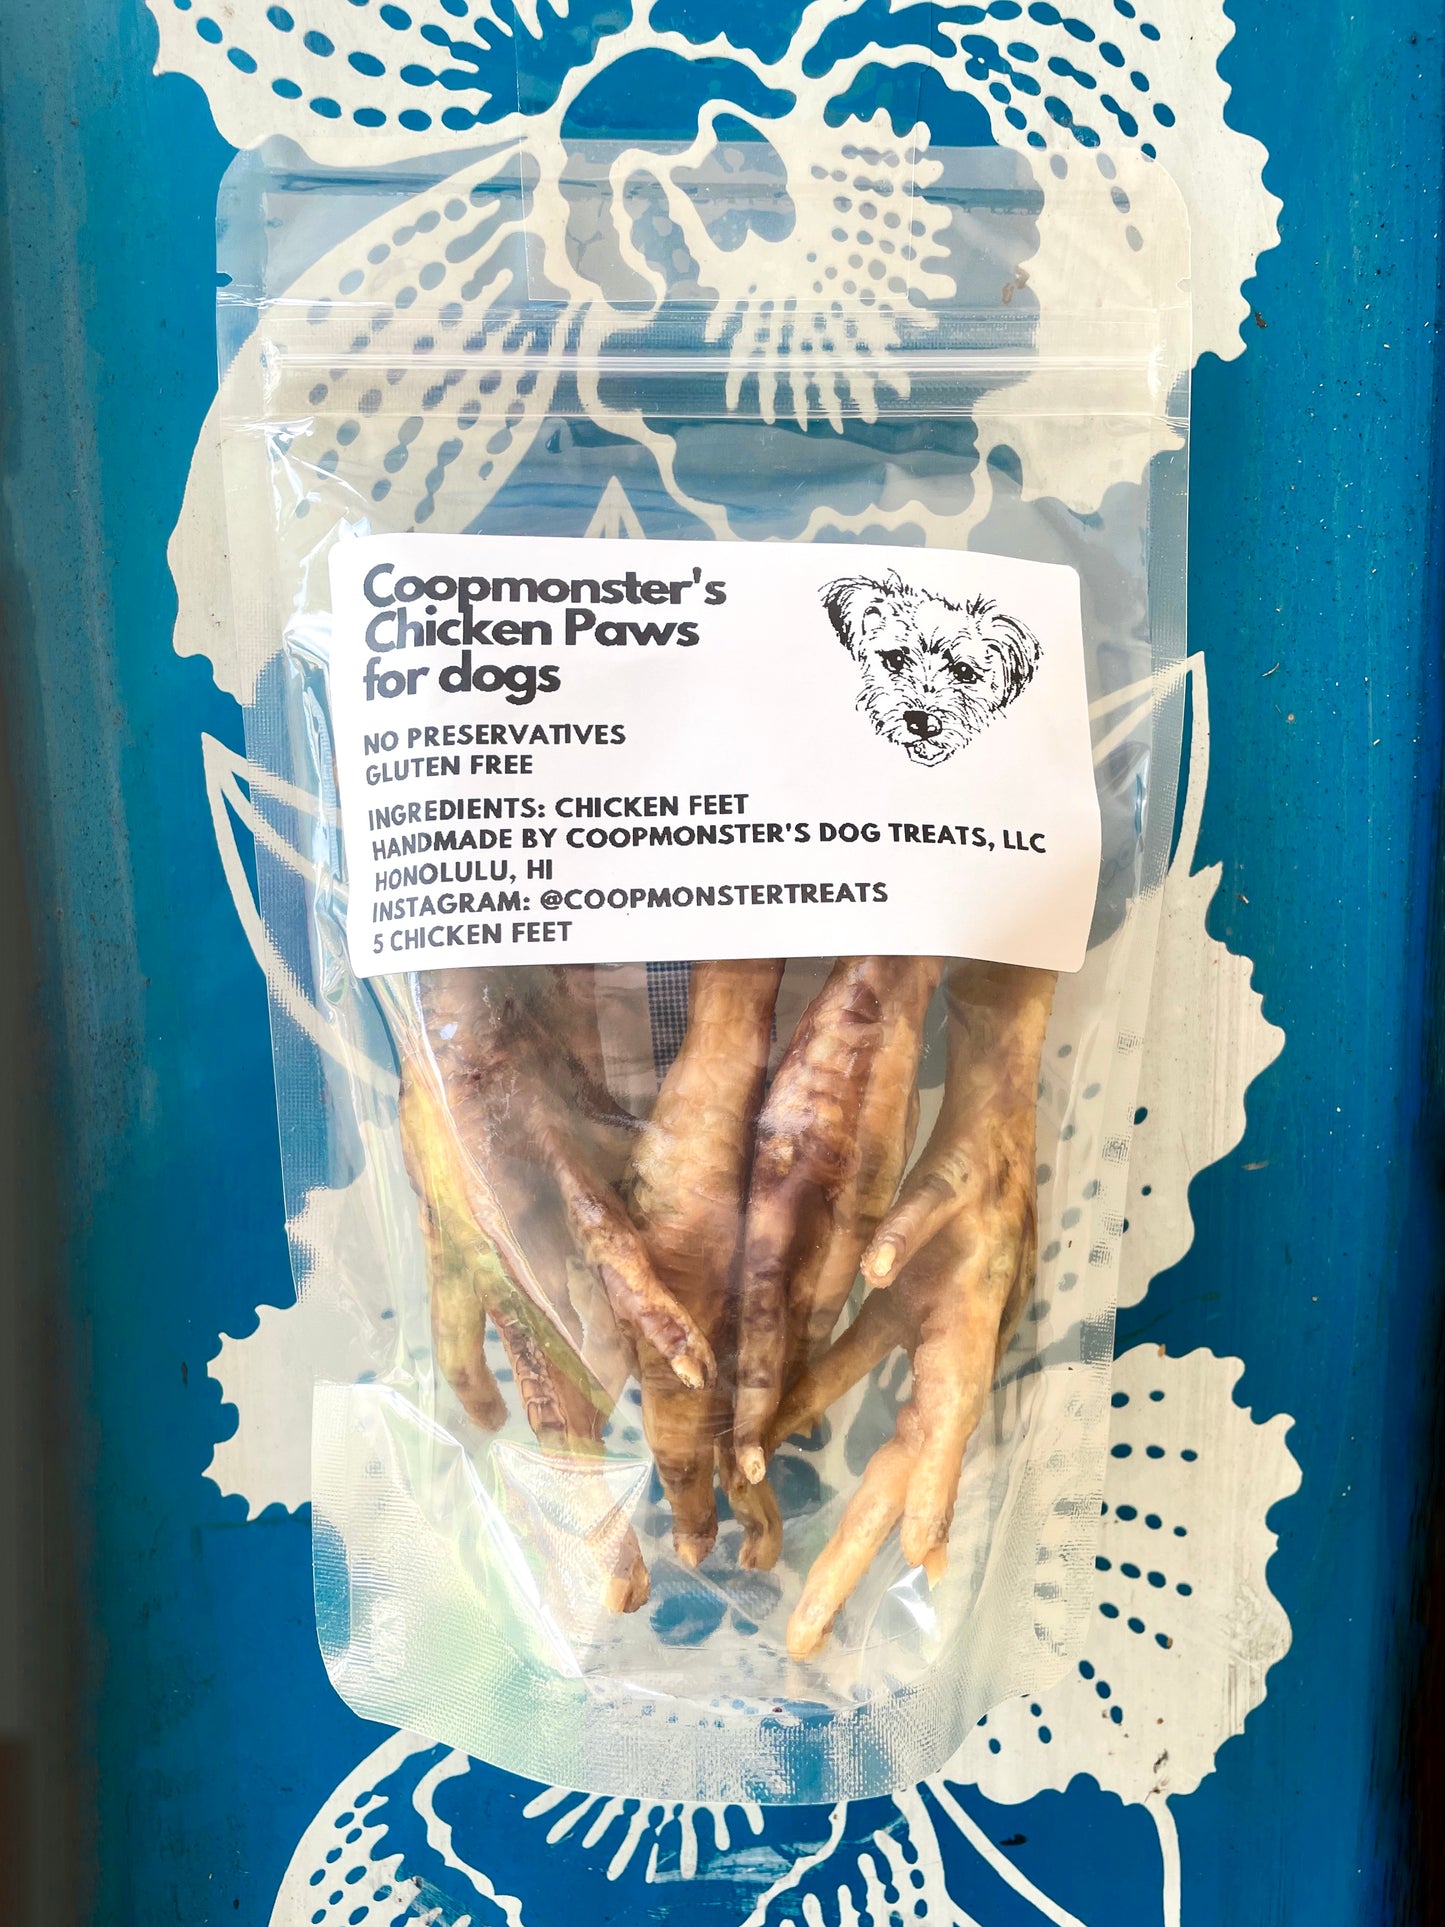 Coopmonster's
Chicken Paws
for dogs
NO PRESERVATIVES
GLUTEN FREE
INGREDIENTS: CHICKEN FEET
HANDMADE BY COOPMONSTER'S DOG TREATS, LLC
HONOLULU, HI
INSTAGRAM: @COOPMONSTERTREATS
5 CHICKEN FEET